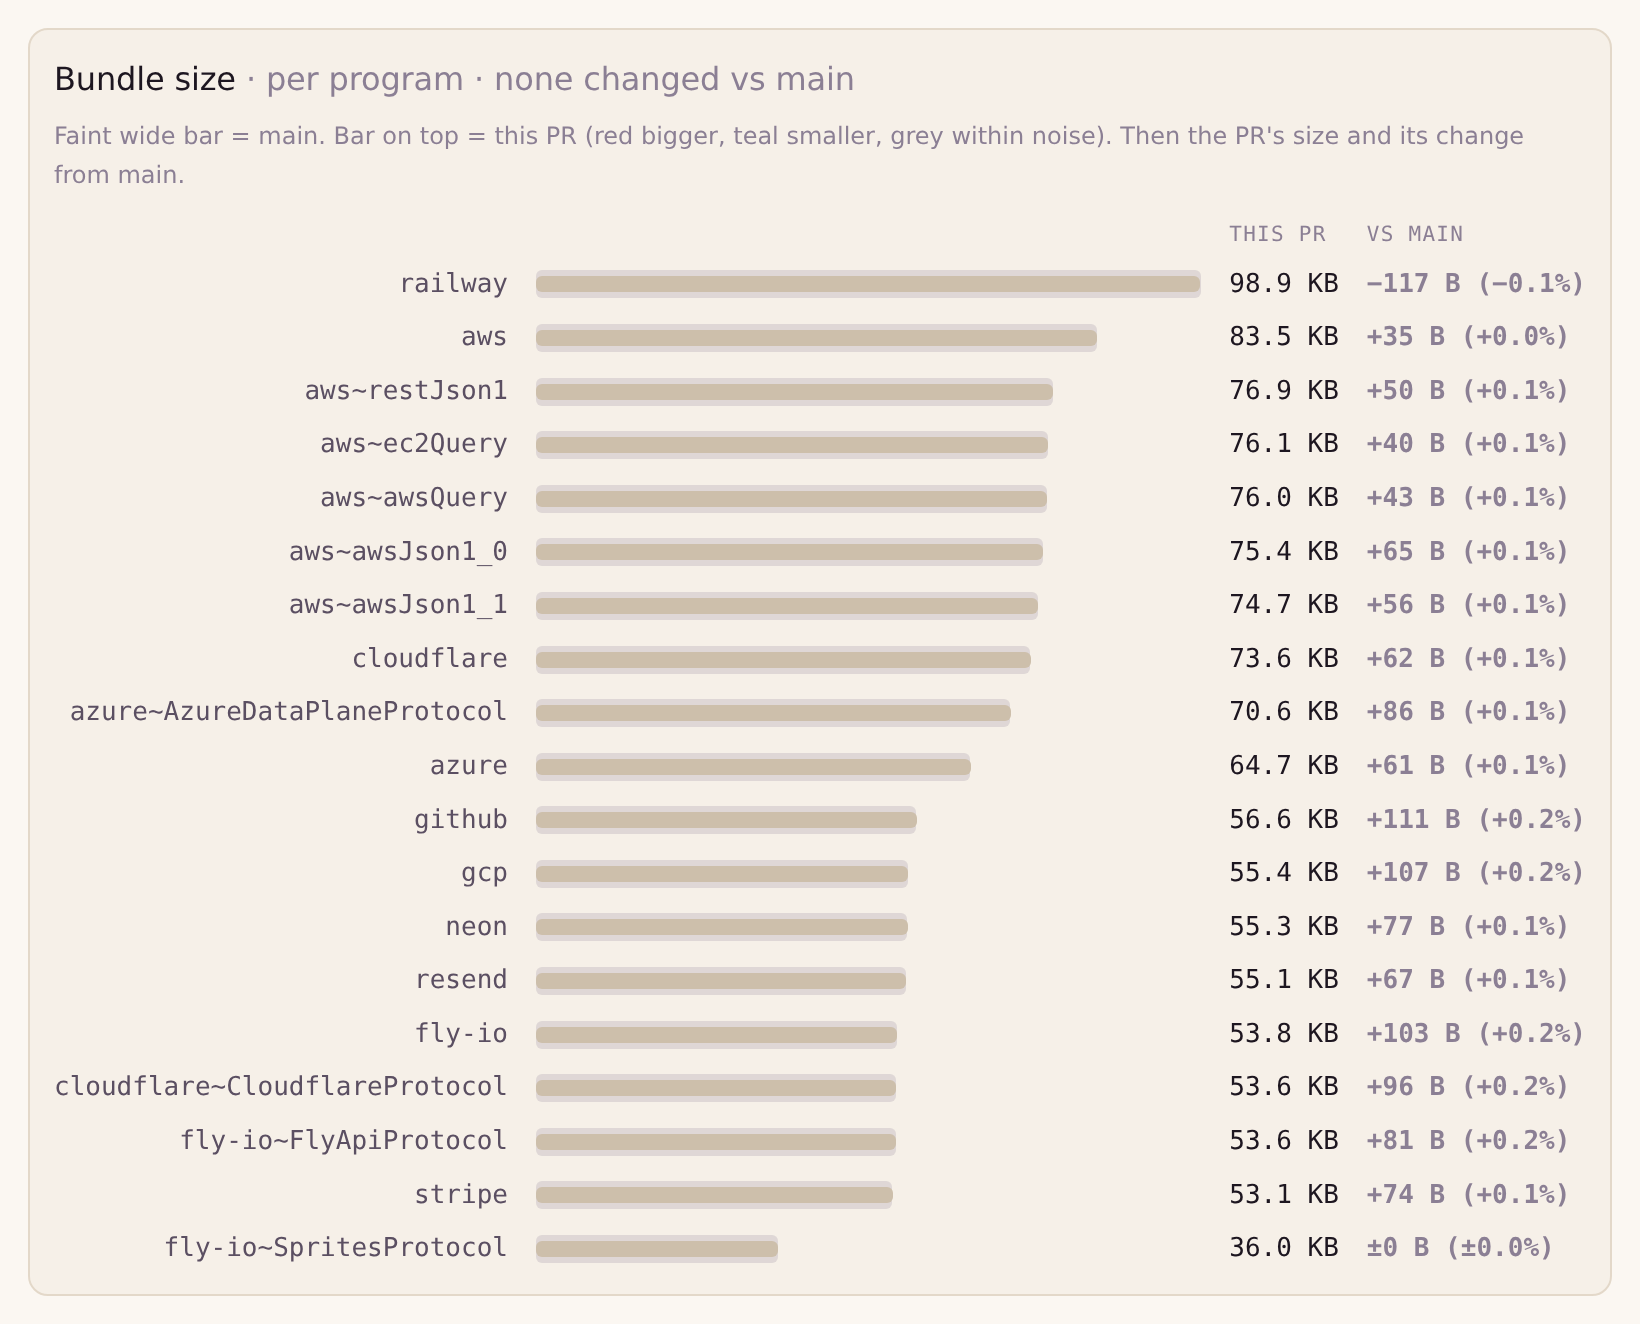 Bundle size · per program · none changed vs main
Faint wide bar = main. Bar on top = this PR (red bigger, teal smaller, grey within noise). Then the PR's size and its change
from main.
THIS PR VS MAIN
railway 98.9 KB −117 B (−0.1%)
aws 83.5 KB +35 B (+0.0%)
aws~restJson1 76.9 KB +50 B (+0.1%)
aws~ec2Query 76.1 KB +40 B (+0.1%)
aws~awsQuery 76.0 KB +43 B (+0.1%)
aws~awsJson1_0 75.4 KB +65 B (+0.1%)
aws~awsJson1_1 74.7 KB +56 B (+0.1%)
cloudflare 73.6 KB +62 B (+0.1%)
azure~AzureDataPlaneProtocol 70.6 KB +86 B (+0.1%)
azure 64.7 KB +61 B (+0.1%)
github 56.6 KB +111 B (+0.2%)
gcp 55.4 KB +107 B (+0.2%)
neon 55.3 KB +77 B (+0.1%)
resend 55.1 KB +67 B (+0.1%)
fly-io 53.8 KB +103 B (+0.2%)
cloudflare~CloudflareProtocol 53.6 KB +96 B (+0.2%)
fly-io~FlyApiProtocol 53.6 KB +81 B (+0.2%)
stripe 53.1 KB +74 B (+0.1%)
fly-io~SpritesProtocol 36.0 KB ±0 B (±0.0%)